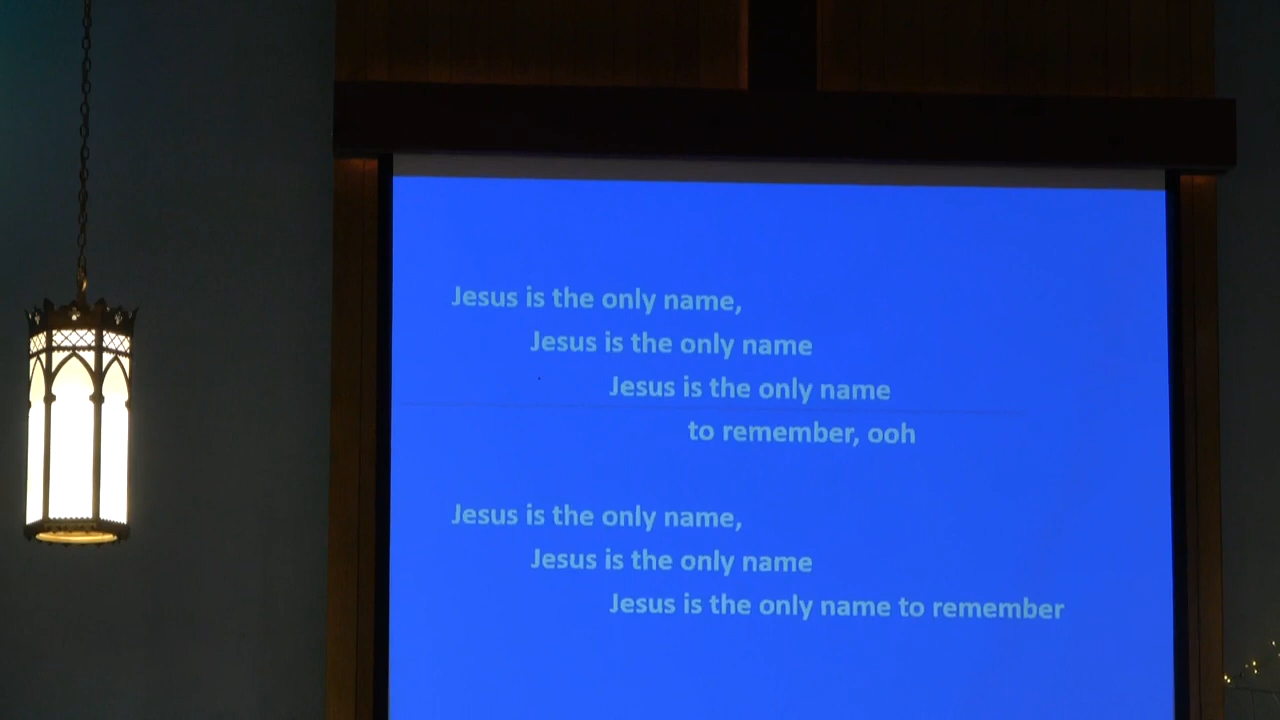 Jesus is the only name,
Jesus is the only name
Jesus is the only name
to remember, ooh
Jesus is the only name,
Jesus is the only name
Jesus is the only name to remember